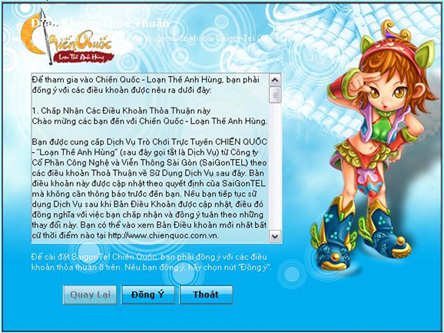 Điều Khoản Thỏa Thuận
Chiến Quốc
Loạn Thế Anh Hùng
Để tham gia vào Chiến Quốc - Loạn Thế Anh Hùng, bạn phải
đồng ý với các điều khoản được nêu ra dưới đây:
1. Chấp Nhận Các Điều Khoản Thỏa Thuận này
Chào mừng các bạn đến với Chiến Quốc - Loạn Thế Anh Hùng.
Bạn được cung cấp Dịch Vụ Trò Chơi Trực Tuyến CHIẾN QUỐC
- "Loạn Thế Anh Hùng" (sau đây gọi tắt là Dịch Vụ) từ Công ty
Cổ Phần Công Nghệ và Viễn Thông Sài Gòn (SaiGonTEL) theo
các điều khoản Thoả Thuận về Sử Dụng Dịch Vụ sau đây. Bản
điều khoản này được cập nhật theo quyết định của SaiGonTEL
mà không cần thông báo trước đến bạn. Nếu bạn tiếp tục sử
dụng Dịch Vụ sau khi Bản Điều Khoản được cập nhật, điều đó
đồng nghĩa với việc bạn chấp nhận và đồng ý tuân theo những
thay đổi này. Bạn có thể vào xem Bản Điều Khoản mới nhất bất
cứ thời điểm nào tại http://www.chienquoc.com.vn.
Để cài đặt SaigonTel Chiến Quốc, bạn phải đồng ý với các điều
khoản thỏa thuận ở trên. Nếu bạn đồng ý, hãy chọn nút "Đồng ý".
Quay Lại
Đồng Ý
Thoát